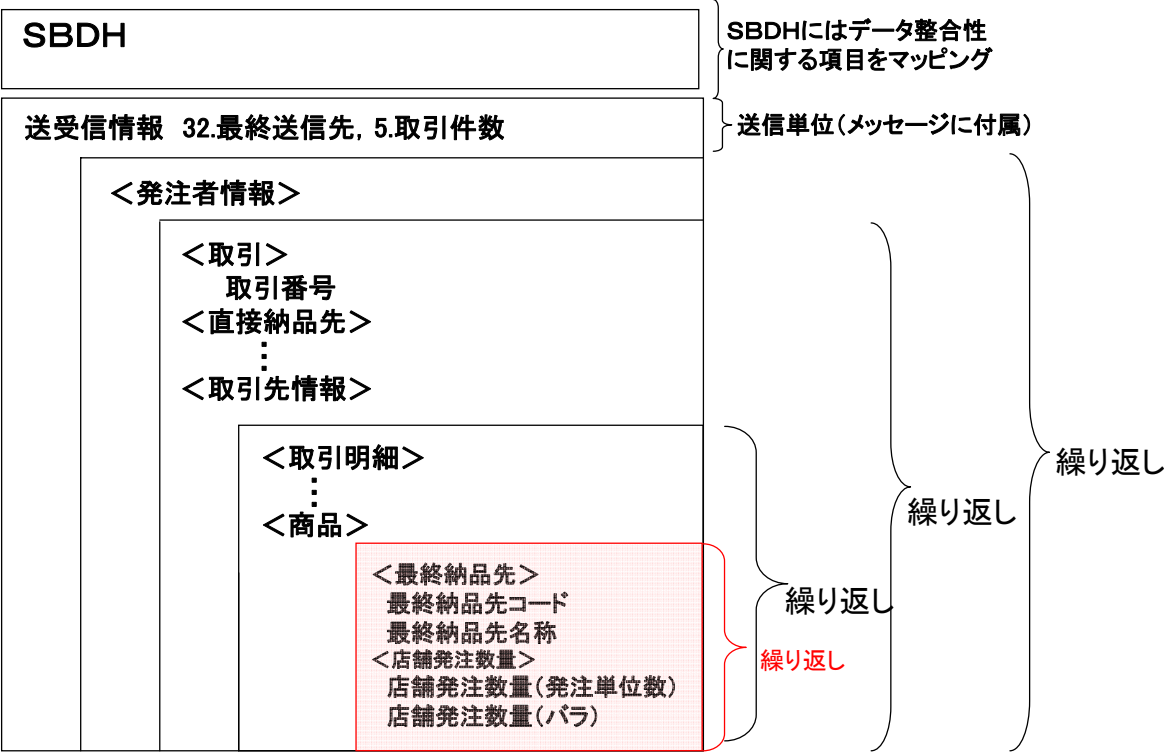 SBDH
SBDHにはデータ整合性
に関する項目をマッピング
送受信情報 32.最終送信先, 5.取引件数
送信単位(メッセージに付属)
<発注者情報>
<取引>
取引番号
<直接納品先>
⋮
<取引先情報>
<取引明細>
⋮
<商品>
<最終納品先>
最終納品先コード
最終納品先名称
<店舗発注数量>
店舗発注数量(発注単位数)
店舗発注数量(バラ)
繰り返し
繰り返し
繰り返し
繰り返し